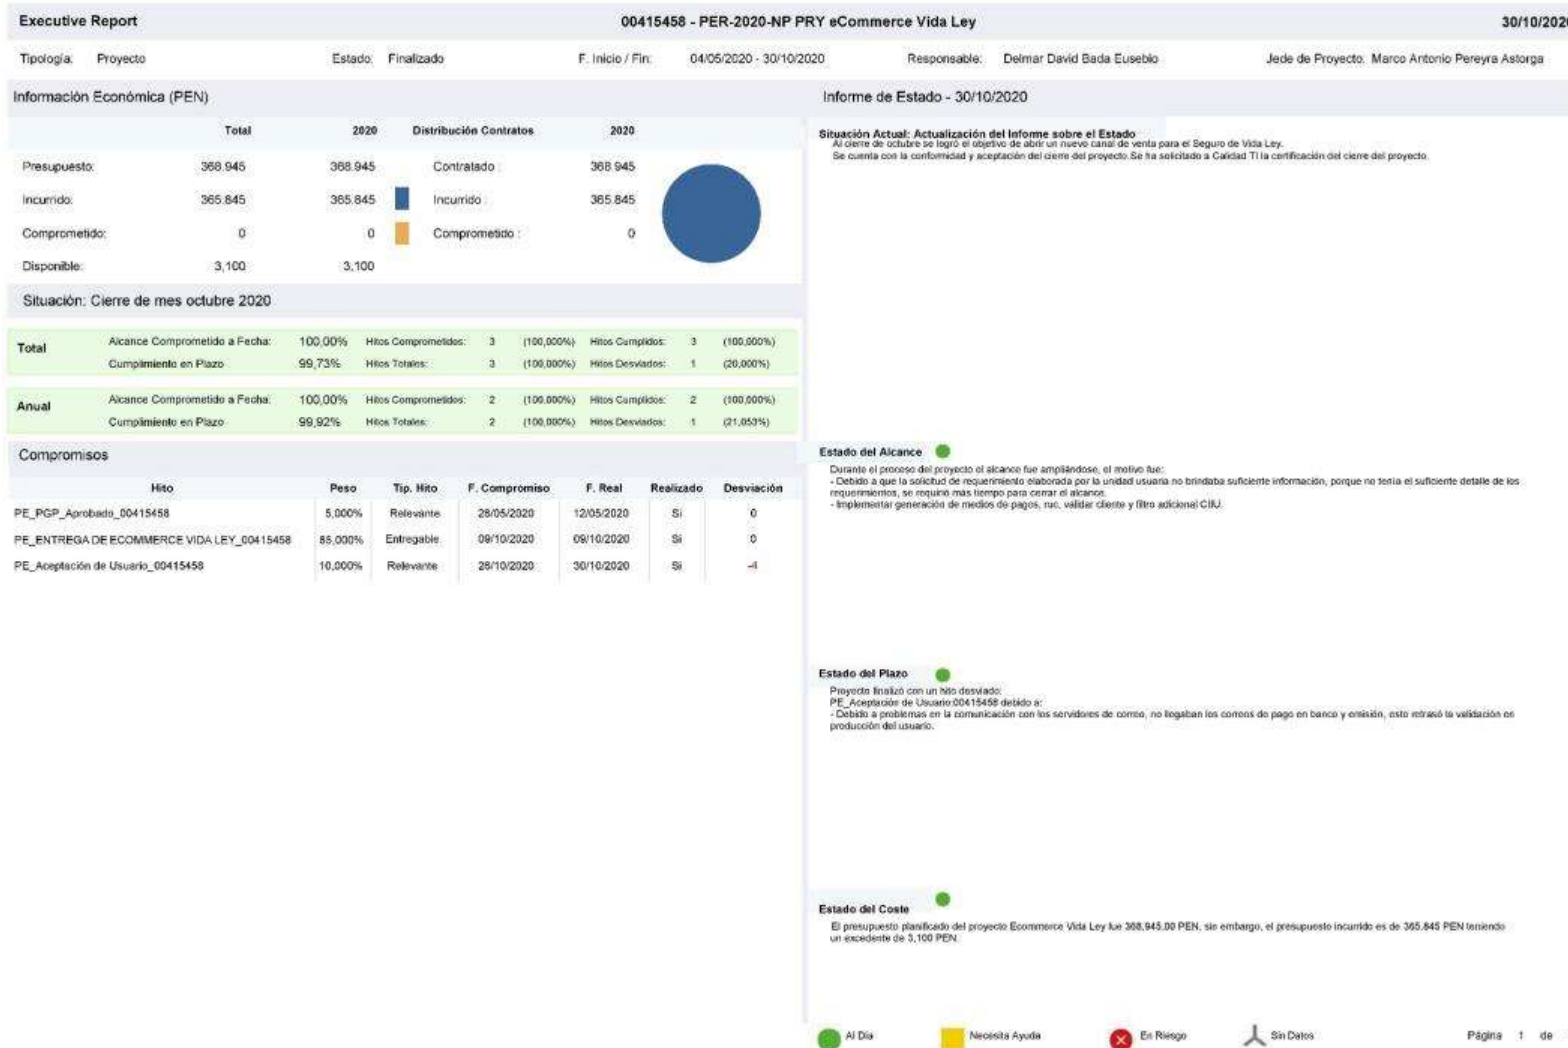 Executive Report 00415458 - PER-2020-NP PRY eCommerce Vida Ley 30/10/2020
Tipología: Proyecto Estado: Finalizado F. Inicio / Fin: 04/05/2020 - 30/10/2020 Responsable: Delmar David Bada Eusebio Jede de Proyecto: Marco Antonio Pereyra Astorga
Información Económica (PEN)
Total 2020 Distribución Contratos 2020
Presupuesto: 368.945 368.945 Contratado : 368.945
Incurrido: 365.845 365.845 Incurrido : 365.845
Comprometido: 0 0 Comprometido : 0
Disponible: 3,100 3,100
Situación: Cierre de mes octubre 2020
Total Alcance Comprometido a Fecha: 100,00% Hitos Comprometidos: 3 (100,000%) Hitos Cumplidos: 3 (100,000%)
Cumplimiento en Plazo 99,73% Hitos Totales: 3 (100,000%) Hitos Desviados: 1 (20,000%)
Anual Alcance Comprometido a Fecha: 100,00% Hitos Comprometidos: 2 (100,000%) Hitos Cumplidos: 2 (100,000%)
Cumplimiento en Plazo 99,92% Hitos Totales: 2 (100,000%) Hitos Desviados: 1 (21,053%)
Compromisos
Hito Peso Tip. Hito F. Compromiso F. Real Realizado Desviación
PE_PGP_Aprobado_00415458 5,000% Relevante 28/05/2020 12/05/2020 Si 0
PE_ENTREGA DE ECOMMERCE VIDA LEY_00415458 85,000% Entregable 09/10/2020 09/10/2020 Si 0
PE_Aceptación de Usuario_00415458 10,000% Relevante 28/10/2020 30/10/2020 Si -4
Informe de Estado - 30/10/2020
Situación Actual: Actualización del Informe sobre el Estado
Al cierre de octubre se logró el objetivo de abrir un nuevo canal de venta para el Seguro de Vida Ley.
Se cuenta con la conformidad y aceptación del cierre del proyecto.Se ha solicitado a Calidad TI la certificación del cierre del proyecto.
Estado del Alcance
Durante el proceso del proyecto el alcance fue ampliándose, el motivo fue:
- Debido a que la solicitud de requerimiento elaborada por la unidad usuaria no brindaba suficiente información, porque no tenía el suficiente detalle de los
requerimientos, se requirió más tiempo para cerrar el alcance.
- Implementar generación de medios de pagos, ruc, validar cliente y filtro adicional CIIU.
Estado del Plazo
Proyecto finalizó con un hito desviado:
PE_Aceptación de Usuario:00415458 debido a:
- Debido a problemas en la comunicación con los servidores de correo, no llegaban los correos de pago en banco y emisión, esto retrasó la validación en
producción del usuario.
Estado del Coste
El presupuesto planificado del proyecto Ecommerce Vida Ley fue 368,945.00 PEN, sin embargo, el presupuesto incurrido es de 365.845 PEN teniendo
un excedente de 3,100 PEN.
Al Día Necesita Ayuda En Riesgo Sin Datos Página 1 de